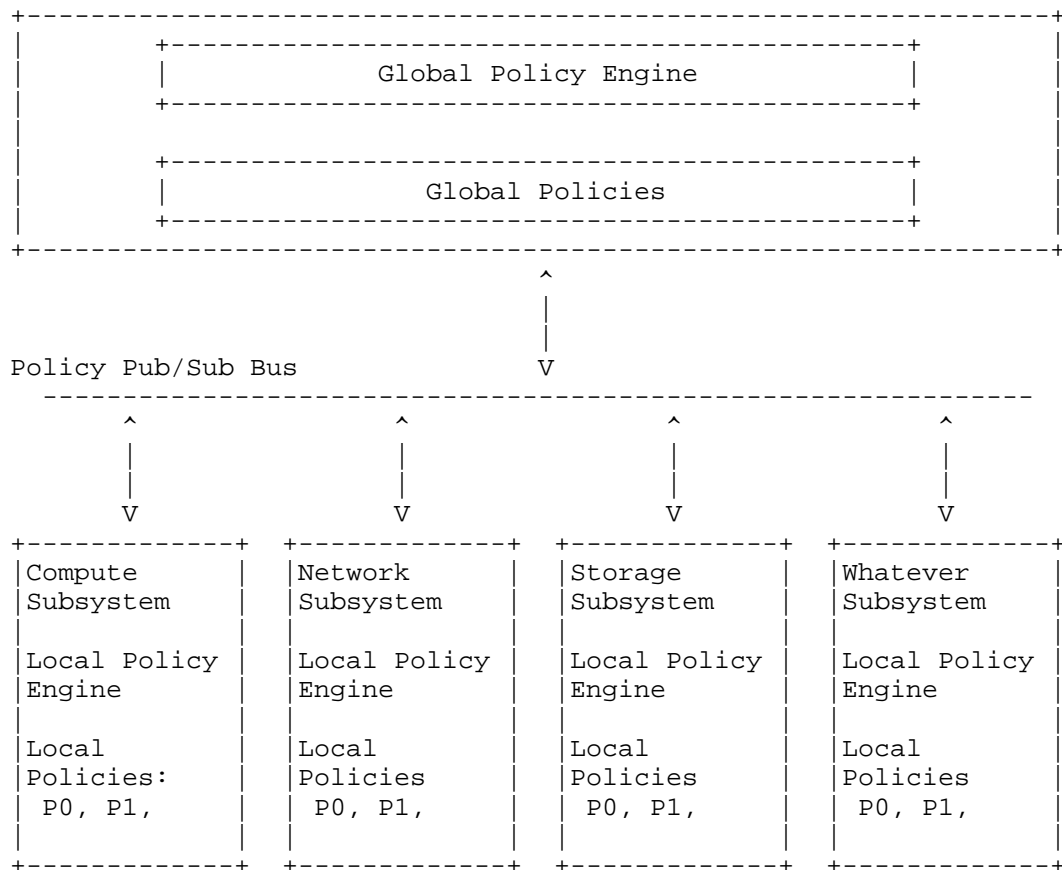 Global Policy Engine
Global Policies
Policy Pub/Sub Bus V
V V V V
Compute Network Storage Whatever
Subsystem Subsystem Subsystem Subsystem
Local Policy Local Policy Local Policy Local Policy
Engine Engine Engine Engine
Local Local Local Local
Policies: Policies Policies Policies
P0, P1, P0, P1, P0, P1, P0, P1,